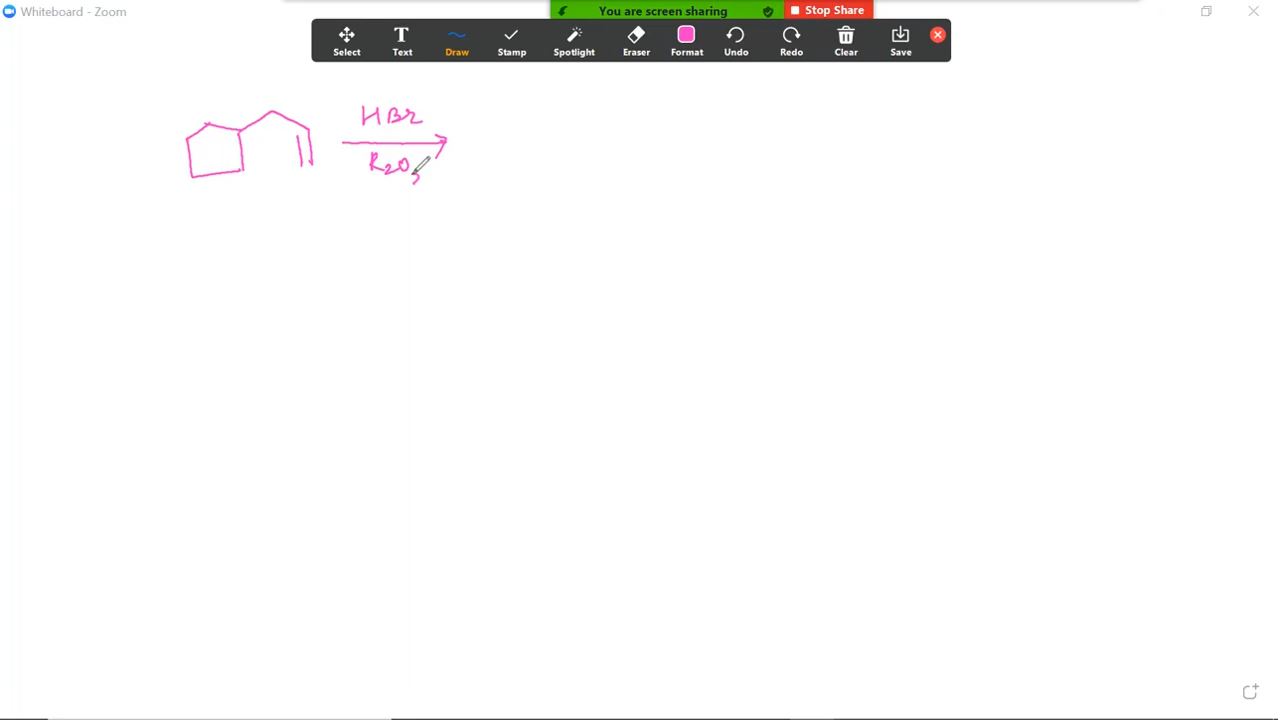 Whiteboard - Zoom
You are screen sharing
Stop Share
Select
Text
Draw
Stamp
Spotlight
Eraser
Format
Undo
Redo
Clear
Save
HBr
R2O,